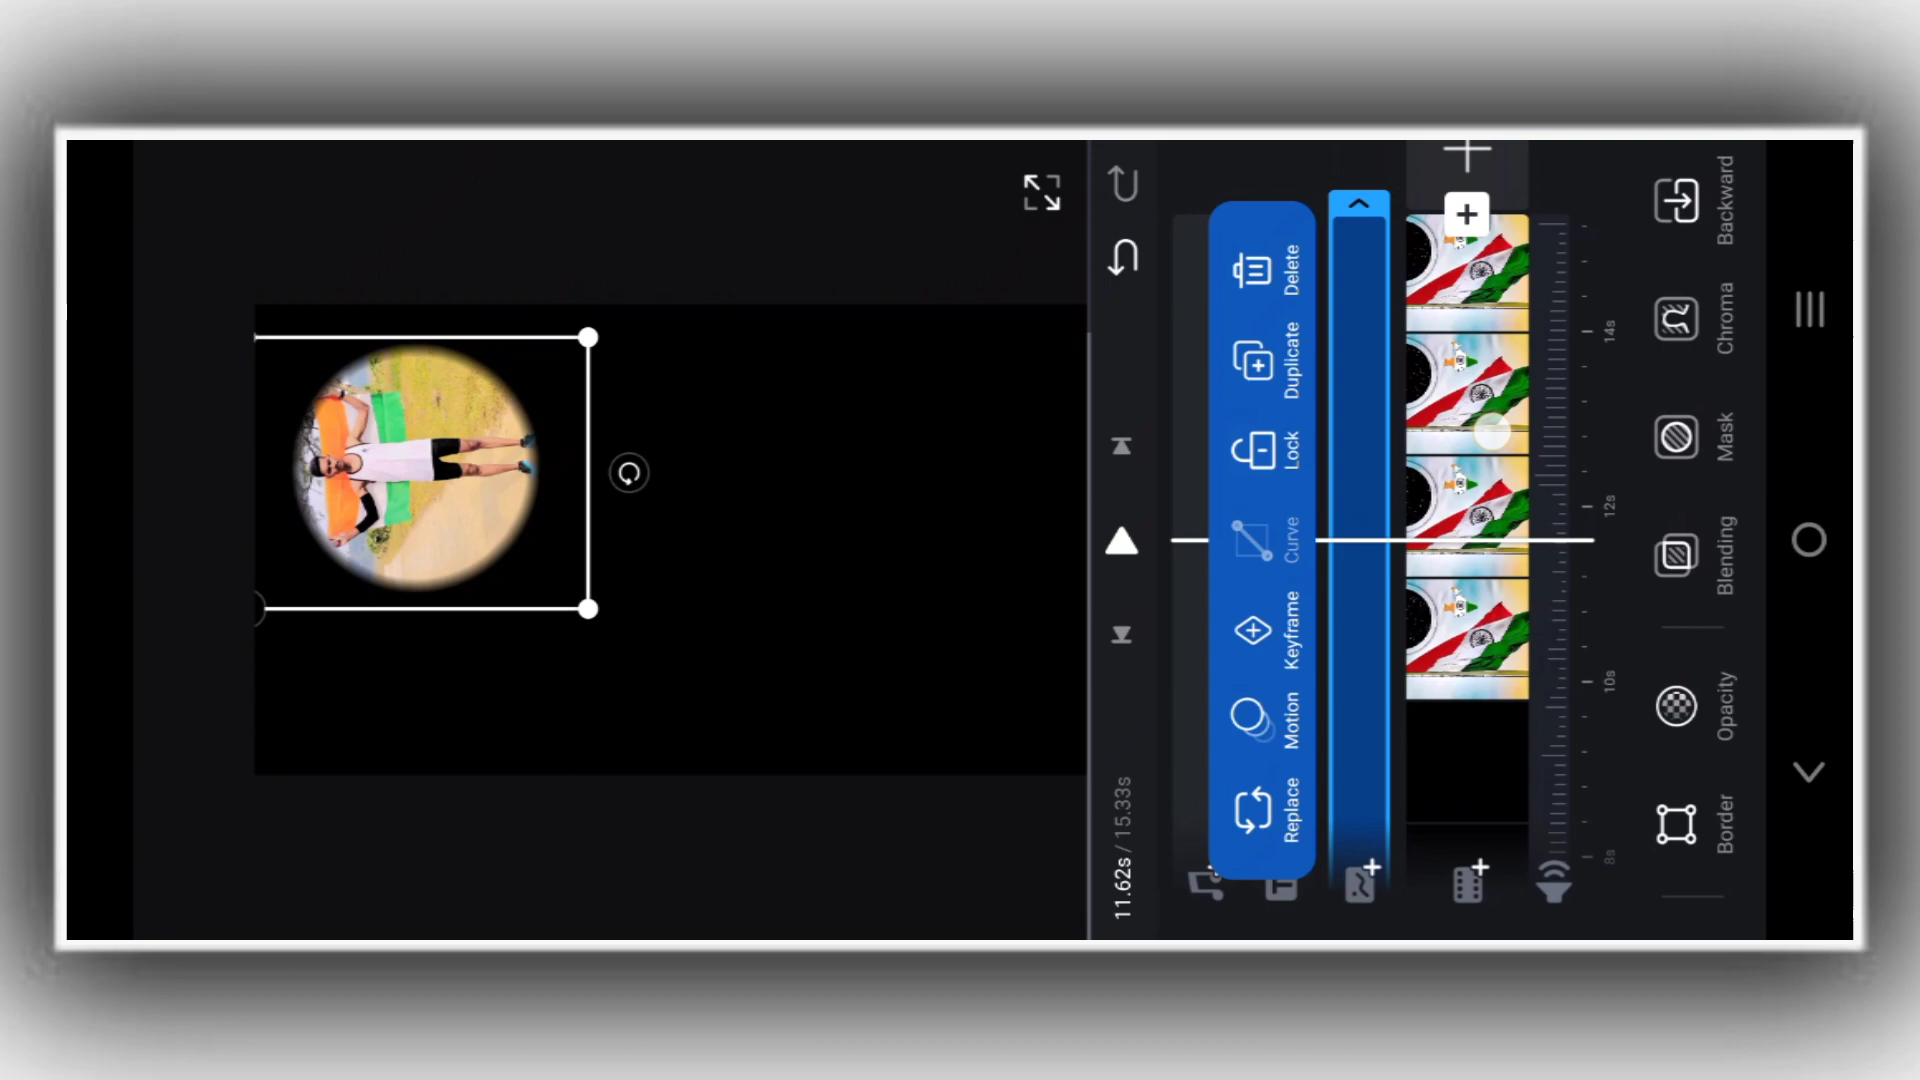 11.62s / 15.33s
Replace
Motion
Keyframe
Curve
Lock
Duplicate
Delete
8s
10s
12s
14s
Border
Opacity
Blending
Mask
Chroma
Backward